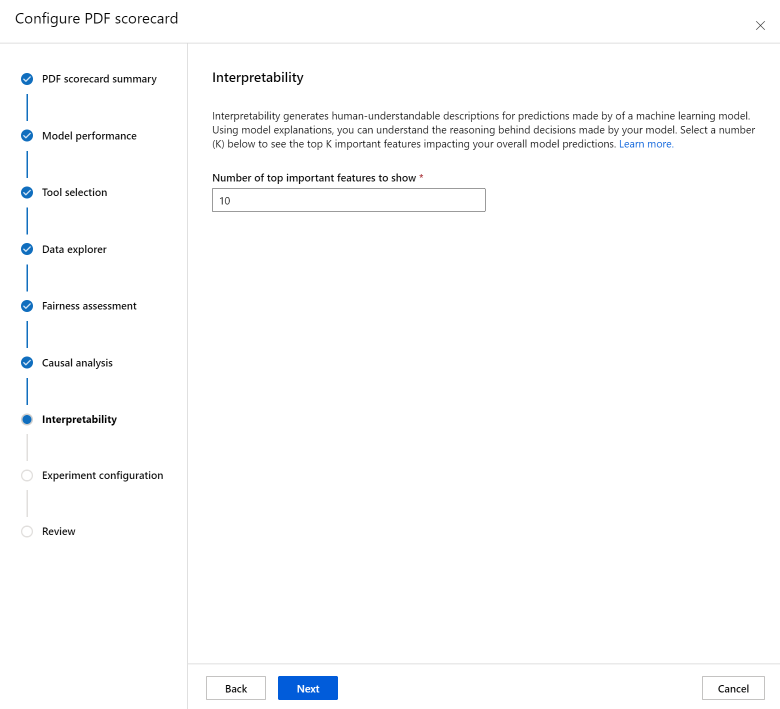 Configure PDF scorecard
PDF scorecard summary
Model performance
Tool selection
Data explorer
Fairness assessment
Causal analysis
Interpretability
Experiment configuration
Review
Interpretability
Interpretability generates human-understandable descriptions for predictions made by of a machine learning model.
Using model explanations, you can understand the reasoning behind decisions made by your model. Select a number
(K) below to see the top K important features impacting your overall model predictions. Learn more.
Number of top important features to show *
10
Back
Next
Cancel